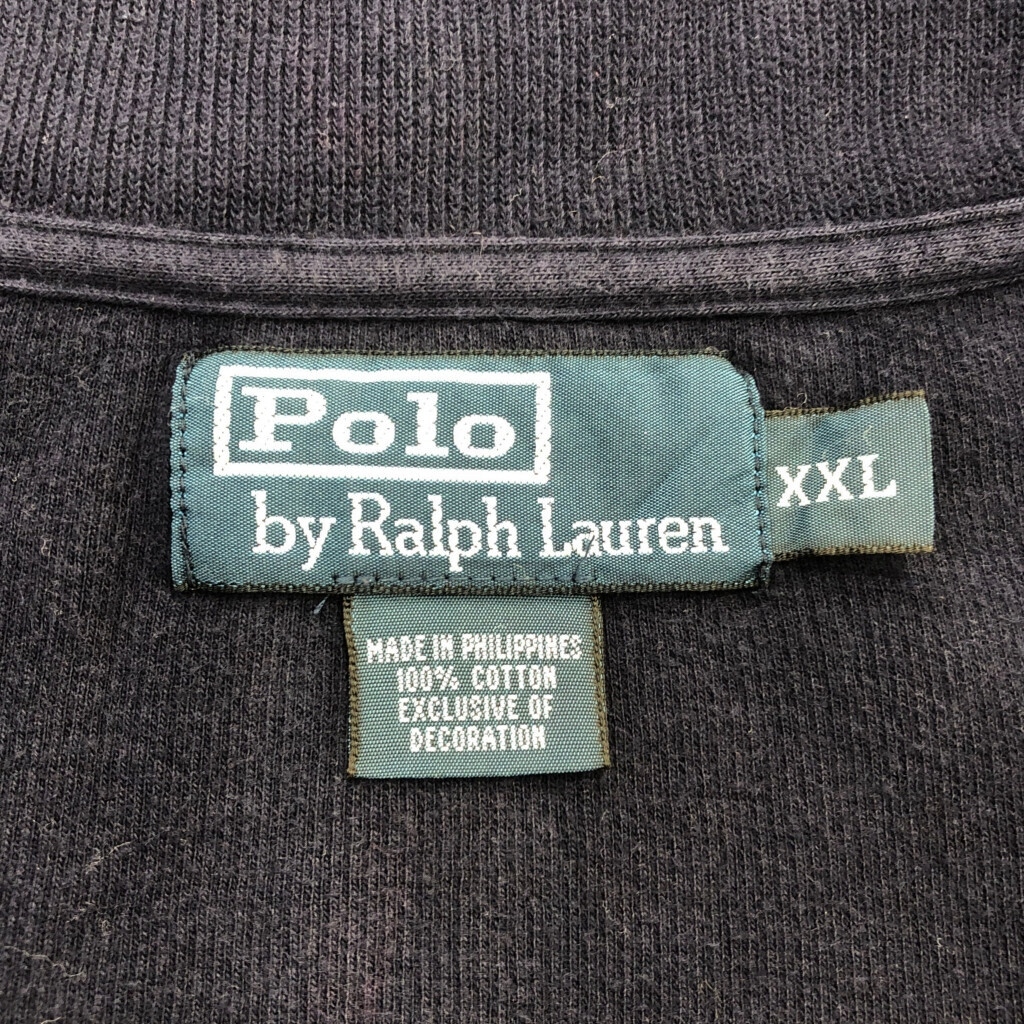 Polo
by Ralph Lauren
XXL
MADE IN PHILIPPINES
100% COTTON
EXCLUSIVE OF
DECORATION